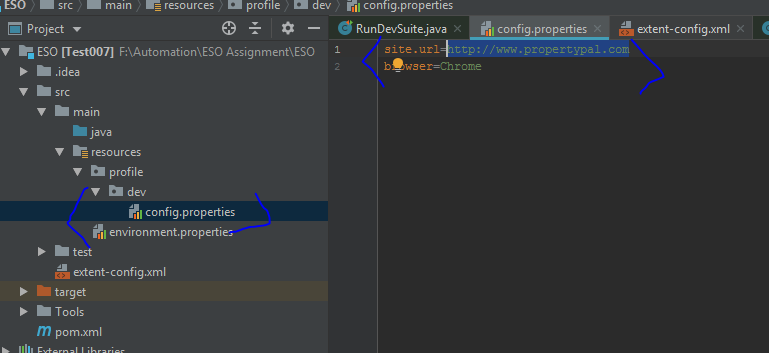 ESO
src
main
resources
profile
dev
config.properties
Project
RunDevSuite.java
config.properties
extent-config.xml
ESO [Test007] F:\Automation\ESO Assignment\ESO
.idea
src
main
java
resources
profile
dev
config.properties
environment.properties
test
extent-config.xml
target
Tools
pom.xml
External Libraries
1 site.url=http://www.propertypal.com
2 browser=Chrome